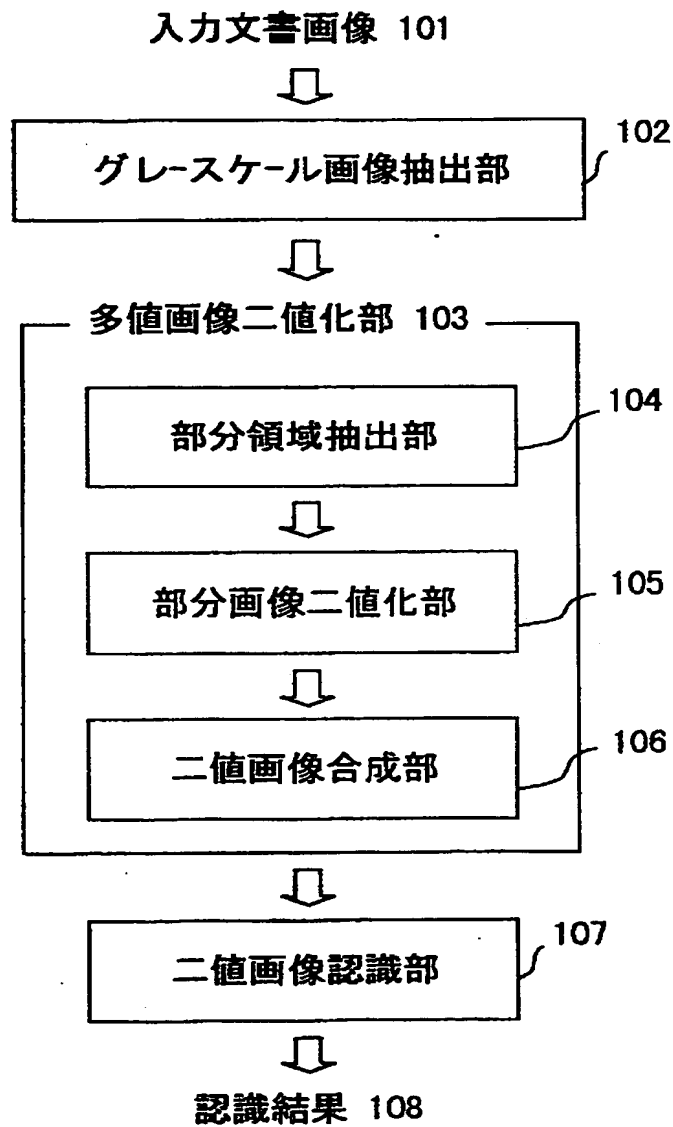 入力文書画像 101
102
グレースケール画像抽出部
多値画像二値化部 103
104
部分領域抽出部
105
部分画像二値化部
106
二値画像合成部
107
二値画像認識部
認識結果 108